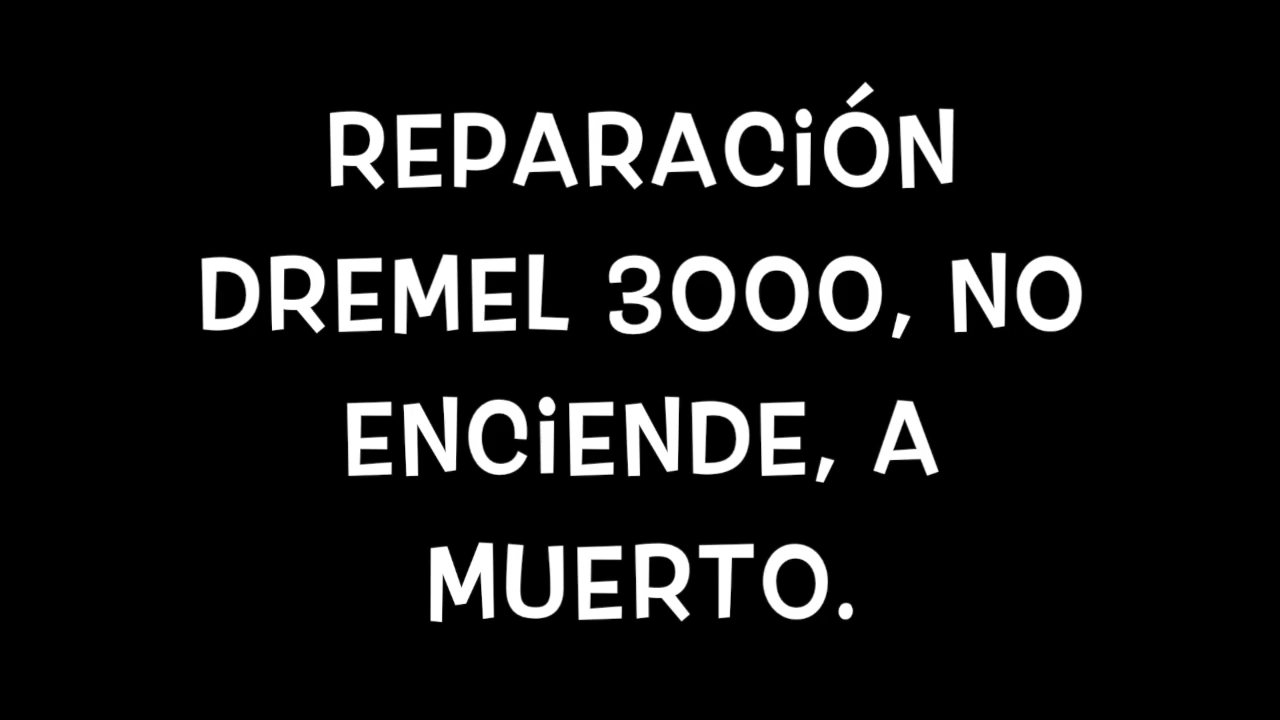 REPARACIÓN
DREMEL 3000, NO
ENCIENDE, A
MUERTO.